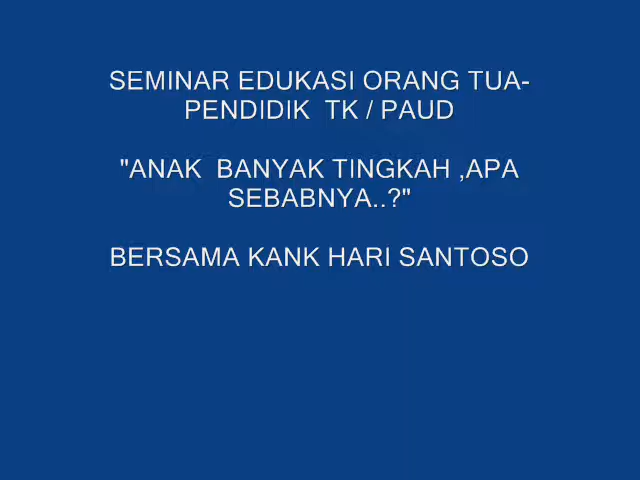 SEMINAR EDUKASI ORANG TUA-
PENDIDIK  TK / PAUD
"ANAK  BANYAK TINGKAH ,APA
SEBABNYA..?"
BERSAMA KANK HARI SANTOSO